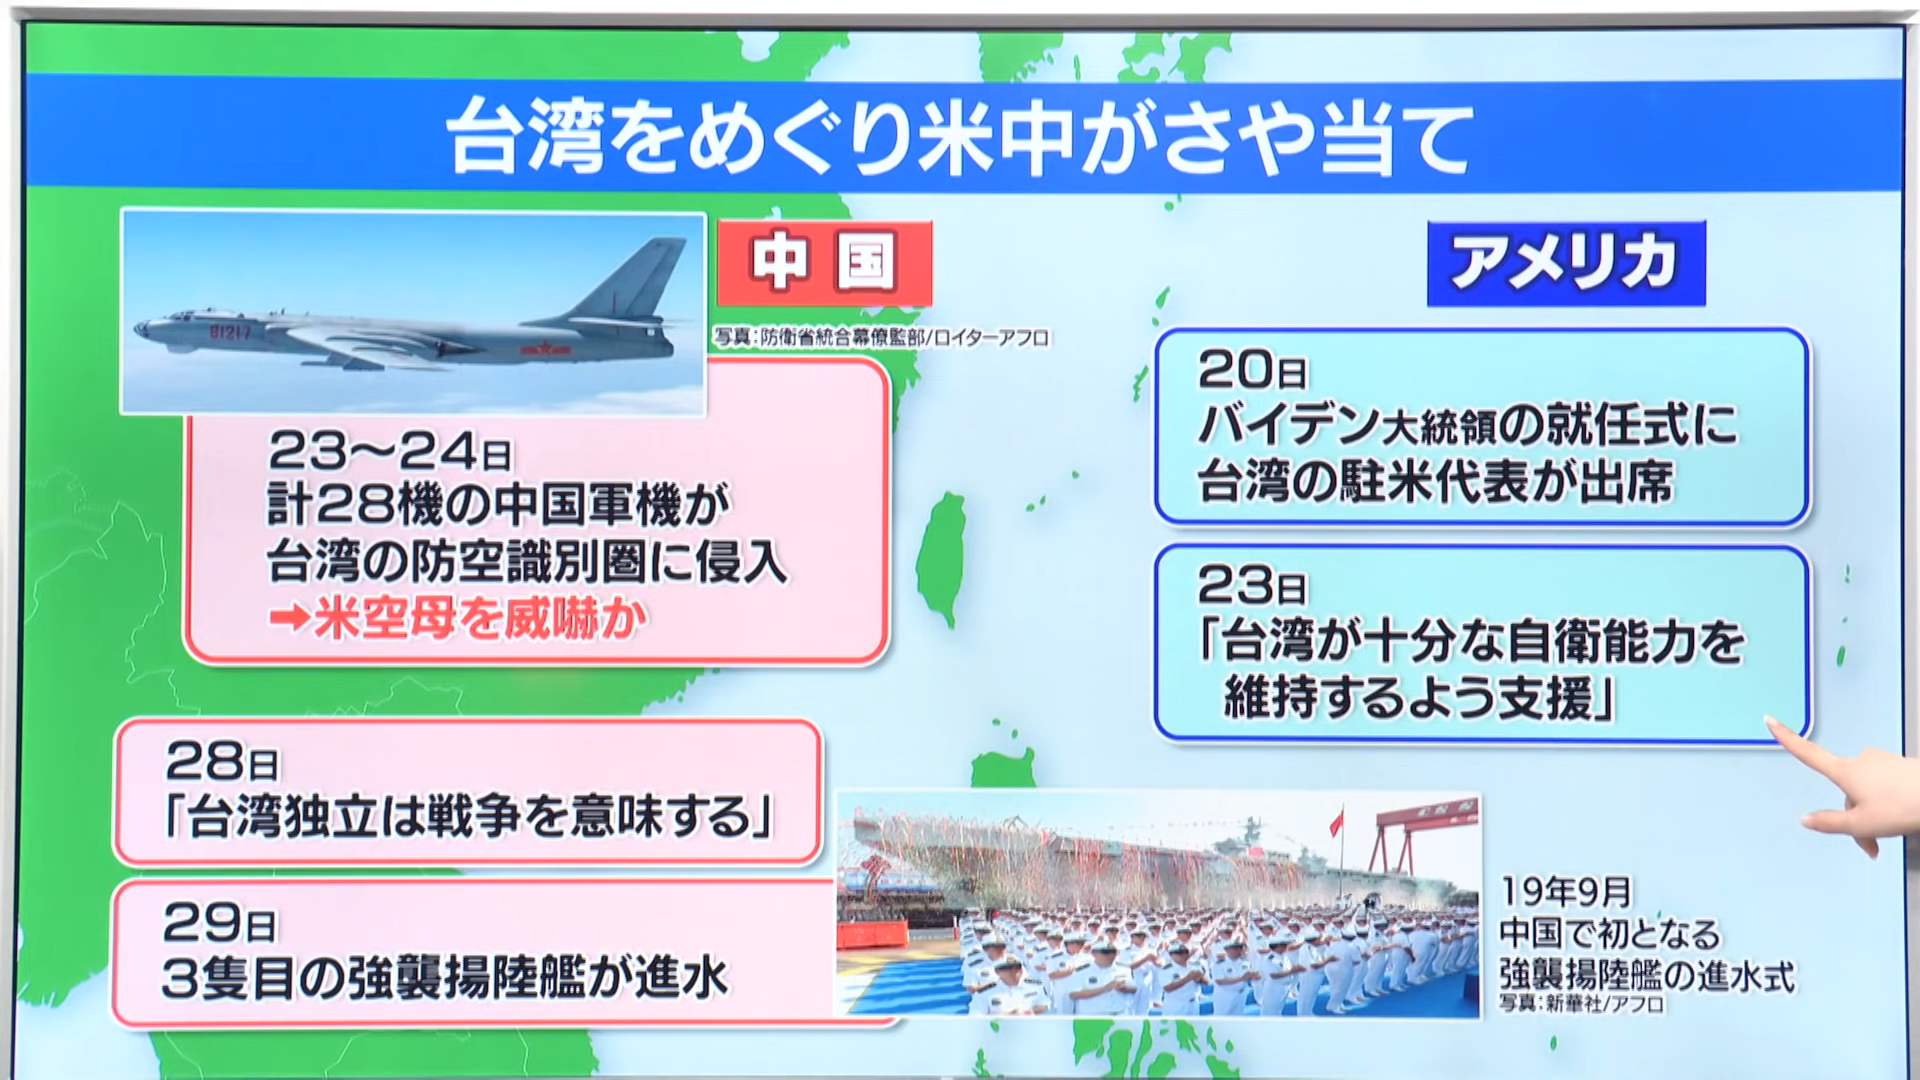 台湾をめぐり米中がさや当て
中国
写真:防衛省統合幕僚監部/ロイターアフロ
81217
23〜24日
計28機の中国軍機が
台湾の防空識別圏に侵入
➡米空母を威嚇か
28日
「台湾独立は戦争を意味する」
29日
3隻目の強襲揚陸艦が進水
アメリカ
20日
バイデン大統領の就任式に
台湾の駐米代表が出席
23日
「台湾が十分な自衛能力を
維持するよう支援」
19年9月
中国で初となる
強襲揚陸艦の進水式
写真:新華社/アフロ